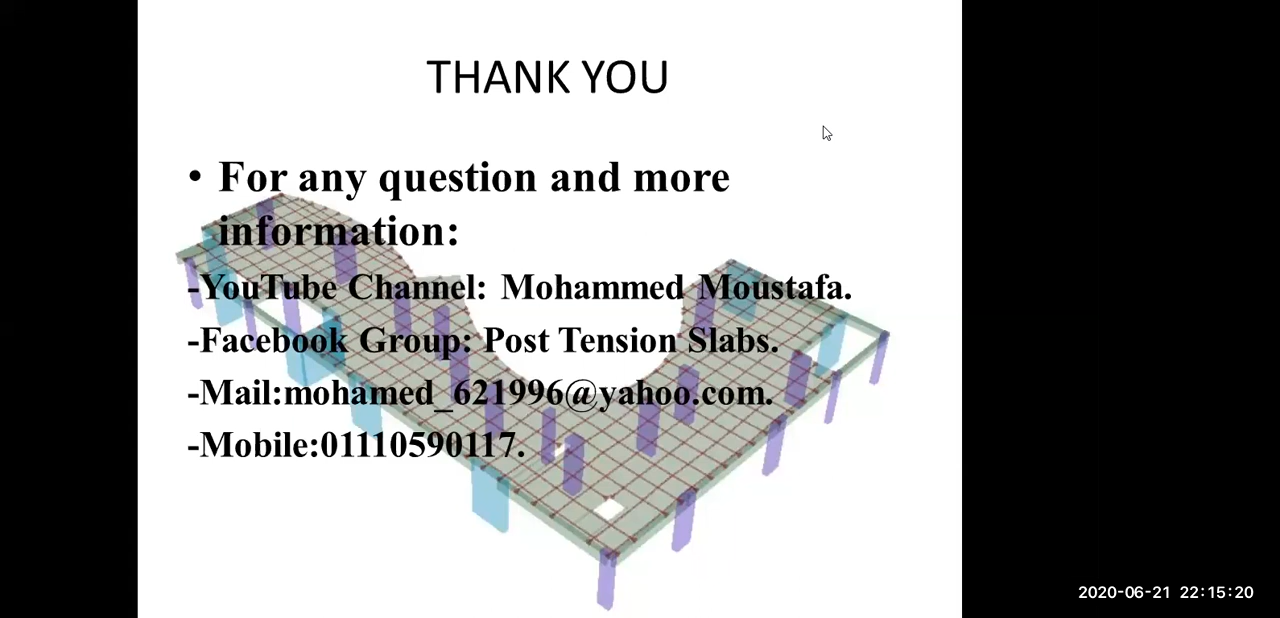 THANK YOU
• For any question and more
information:
-YouTube Channel: Mohammed Moustafa.
-Facebook Group: Post Tension Slabs.
-Mail:mohamed_621996@yahoo.com.
-Mobile:01110590117.
2020-06-21 22:15:20